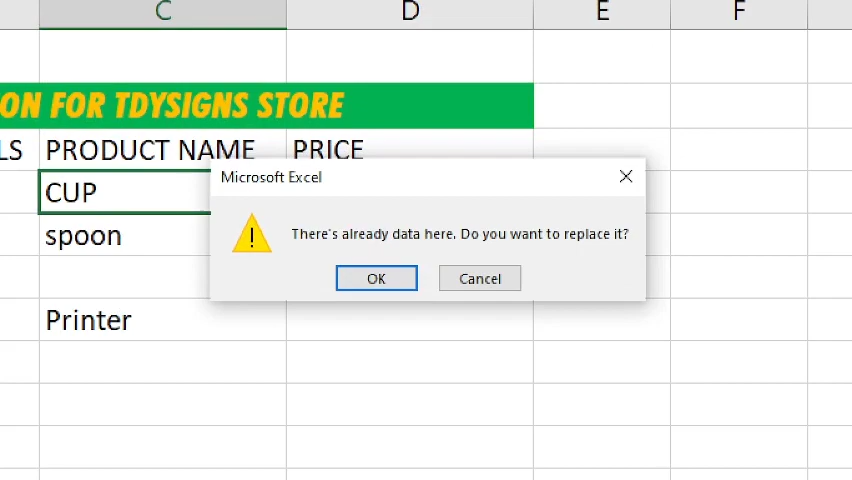 C D E F
ON FOR TDYSIGNS STORE
LS PRODUCT NAME PRICE
CUP
spoon
Printer
Microsoft Excel
There's already data here. Do you want to replace it?
OK Cancel